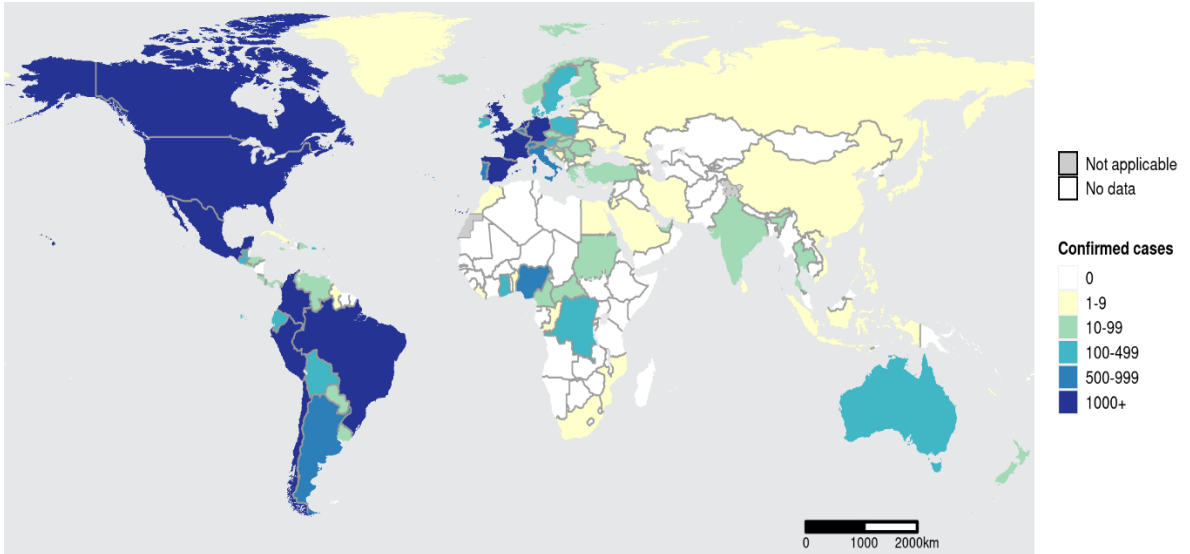 Not applicable
No data
Confirmed cases
0
1-9
10-99
100-499
500-999
1000+
0 1000 2000km